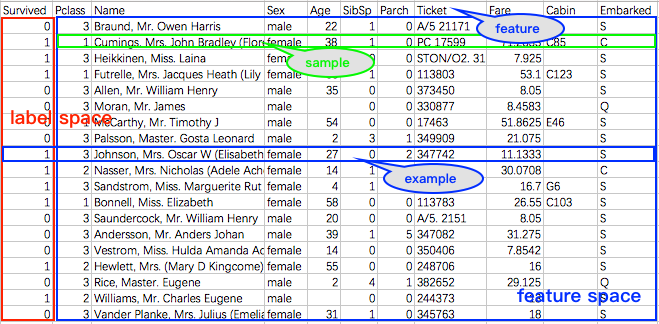 Survived Pclass Name Sex Age SibSp Parch Ticket Fare Cabin Embarked
0 3 Braund, Mr. Owen Harris male 22 1 0 A/5 21171 S
feature
1 1 Cumings, Mrs. John Bradley (Flor female 38 1 0 PC 17599 C85 C
3 Heikkinen, Miss. Laina female 0 STON/O2. 31 7.925 S
sample
1 1 Futrelle, Mrs. Jacques Heath (Lily 0 113803 53.1 C123 S
0 3 Allen, Mr. William Henry male 35 0 0 373450 8.05 S
3 Moran, Mr. James male 0 0 330877 8.4583 Q
label space
1 McCarthy, Mr. Timothy J male 54 0 0 17463 51.8625 E46 S
0 3 Palsson, Master. Gosta Leonard male 2 3 1 349909 21.075 S
1 3 Johnson, Mrs. Oscar W (Elisabeth female 27 0 2 347742 11.1333 S
1 2 Nasser, Mrs. Nicholas (Adele Ach female 14 1 30.0708 C
example
1 3 Sandstrom, Miss. Marguerite Rut female 4 1 16.7 G6 S
1 1 Bonnell, Miss. Elizabeth female 58 0 0 113783 26.55 C103 S
0 3 Saundercock, Mr. William Henry male 20 0 0 A/5. 2151 8.05 S
0 3 Andersson, Mr. Anders Johan male 39 1 5 347082 31.275 S
0 3 Vestrom, Miss. Hulda Amanda Ac female 14 0 0 350406 7.8542 S
1 2 Hewlett, Mrs. (Mary D Kingcome) female 55 0 0 248706 16 S
0 3 Rice, Master. Eugene male 2 4 1 382652 29.125 Q
feature space
1 2 Williams, Mr. Charles Eugene male 0 0 244373 S
0 3 Vander Planke, Mrs. Julius (Emelia female 31 1 0 345763 18 S